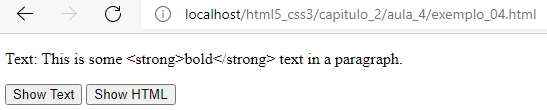 localhost/html5_css3/capitulo_2/aula_4/exemplo_04.html
Text: This is some <strong>bold</strong> text in a paragraph.
Show Text Show HTML